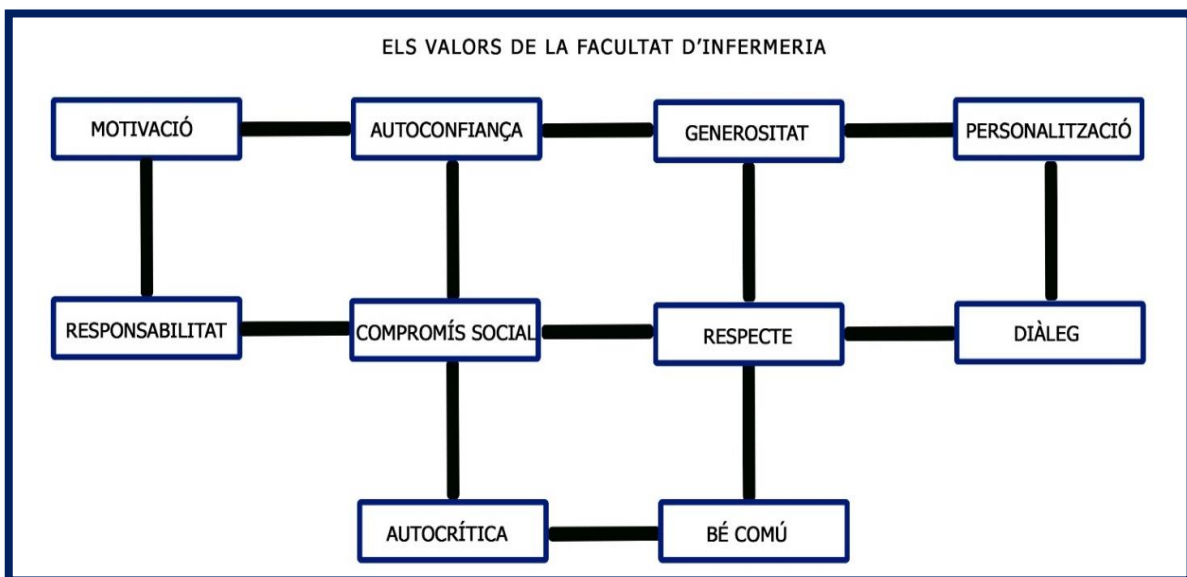 ELS VALORS DE LA FACULTAT D'INFERMERIA
MOTIVACIÓ
AUTOCONFIANÇA
GENEROSITAT
PERSONALITZACIÓ
RESPONSABILITAT
COMPROMÍS SOCIAL
RESPECTE
DIÀLEG
AUTOCRÍTICA
BÉ COMÚ